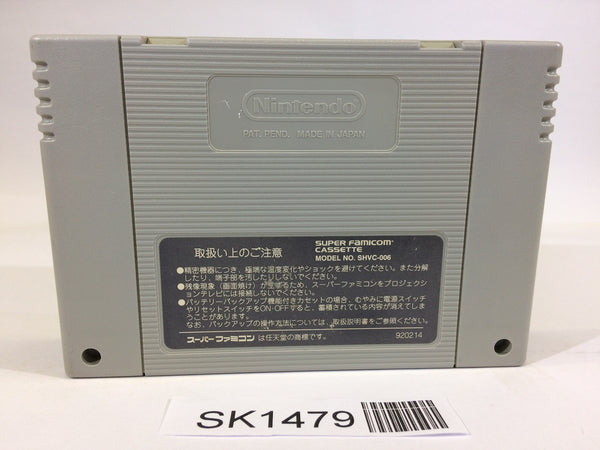 Nintendo
PAT. PEND. MADE IN JAPAN
取扱い上のご注意
SUPER FAMICOM
CASSETTE
MODEL NO. SHVC-006
●精密機器につき、極端な温度変化やショックを避けてください。また分解
したり、端子部を汚したりしないでください。
●残像現象(画面焼け)が生ずるため、スーパーファミコンをプロジェクショ
ンテレビには接続しないでください。
●バッテリーバックアップ機能付きカセットの場合、むやみに電源スイッチ
やリセットスイッチをON・OFFすると、蓄積されている内容が消えてしま
うことがあります。
なお、バックアップの操作方法については、取扱説明書をご参照ください。
スーパーファミコン は任天堂の商標です。
920214
SK1479